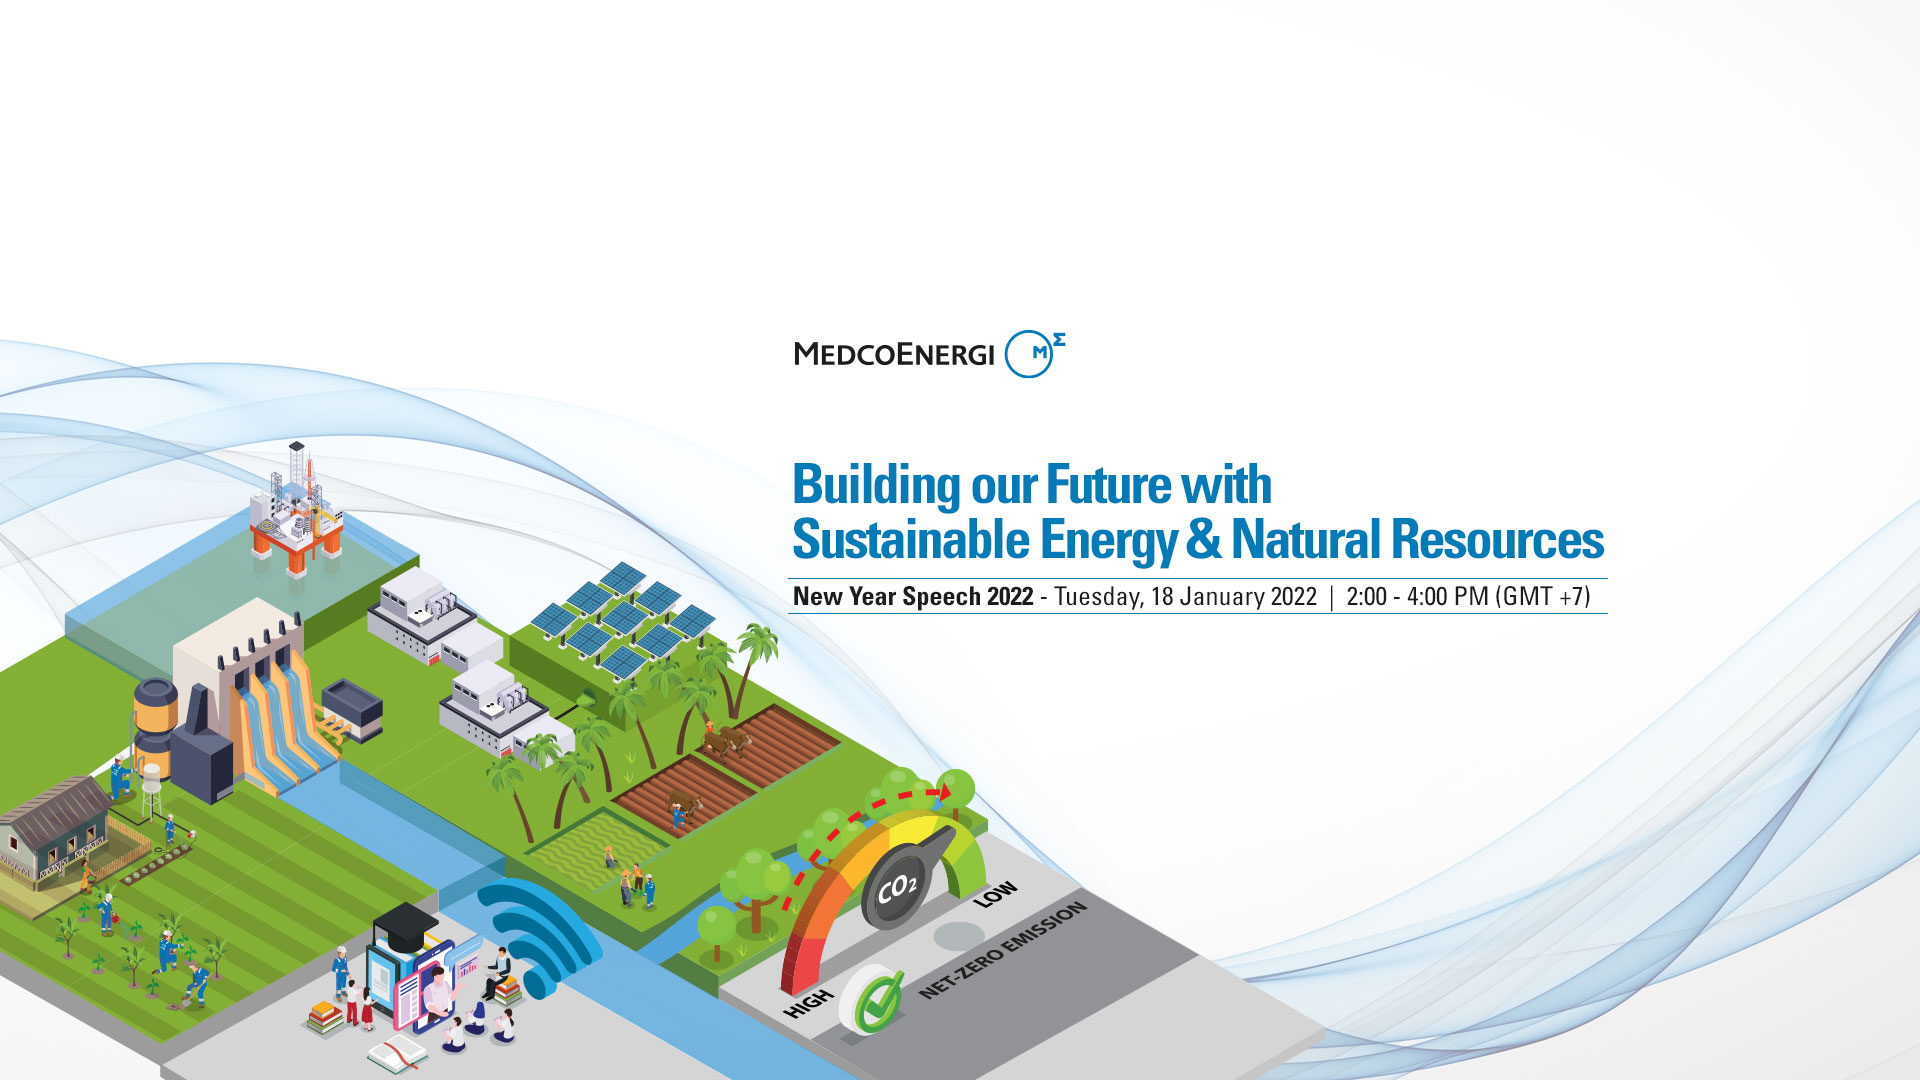 MEDCOENERGI M E
Building our Future with
Sustainable Energy & Natural Resources
New Year Speech 2022 - Tuesday, 18 January 2022 | 2:00 - 4:00 PM (GMT +7)
CO2
LOW
HIGH
NET-ZERO EMISSION